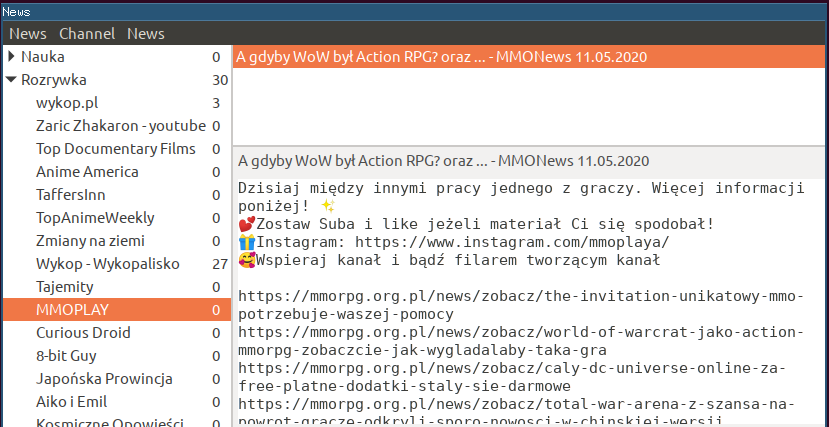 News
News Channel News
Nauka 0
Rozrywka 30
wykop.pl 3
Zaric Zhakaron - youtube 0
Top Documentary Films 0
Anime America 0
TaffersInn 0
TopAnimeWeekly 0
Zmiany na ziemi 0
Wykop - Wykopalisko 27
Tajemity 0
MMOPLAY 0
Curious Droid 0
8-bit Guy 0
Japońska Prowincja 0
Aiko i Emil 0
Kosmiczne Opowieści 0
A gdyby WoW był Action RPG? oraz ... - MMONews 11.05.2020
A gdyby WoW był Action RPG? oraz ... - MMONews 11.05.2020
Dzisiaj między innymi pracy jednego z graczy. Więcej informacji
poniżej! ✨
💕Zostaw Suba i like jeżeli materiał Ci się spodobał!
🎁Instagram: https://www.instagram.com/mmoplaya/
🥰Wspieraj kanał i bądź filarem tworzącym kanał
https://mmorpg.org.pl/news/zobacz/the-invitation-unikatowy-mmo-
potrzebuje-waszej-pomocy
https://mmorpg.org.pl/news/zobacz/world-of-warcrat-jako-action-
mmorpg-zobaczcie-jak-wygladalaby-taka-gra
https://mmorpg.org.pl/news/zobacz/caly-dc-universe-online-za-
free-platne-dodatki-staly-sie-darmowe
https://mmorpg.org.pl/news/zobacz/total-war-arena-z-szansa-na-
powrot-gracze-odkryli-sporo-nowosci-w-chinskiej-wersji